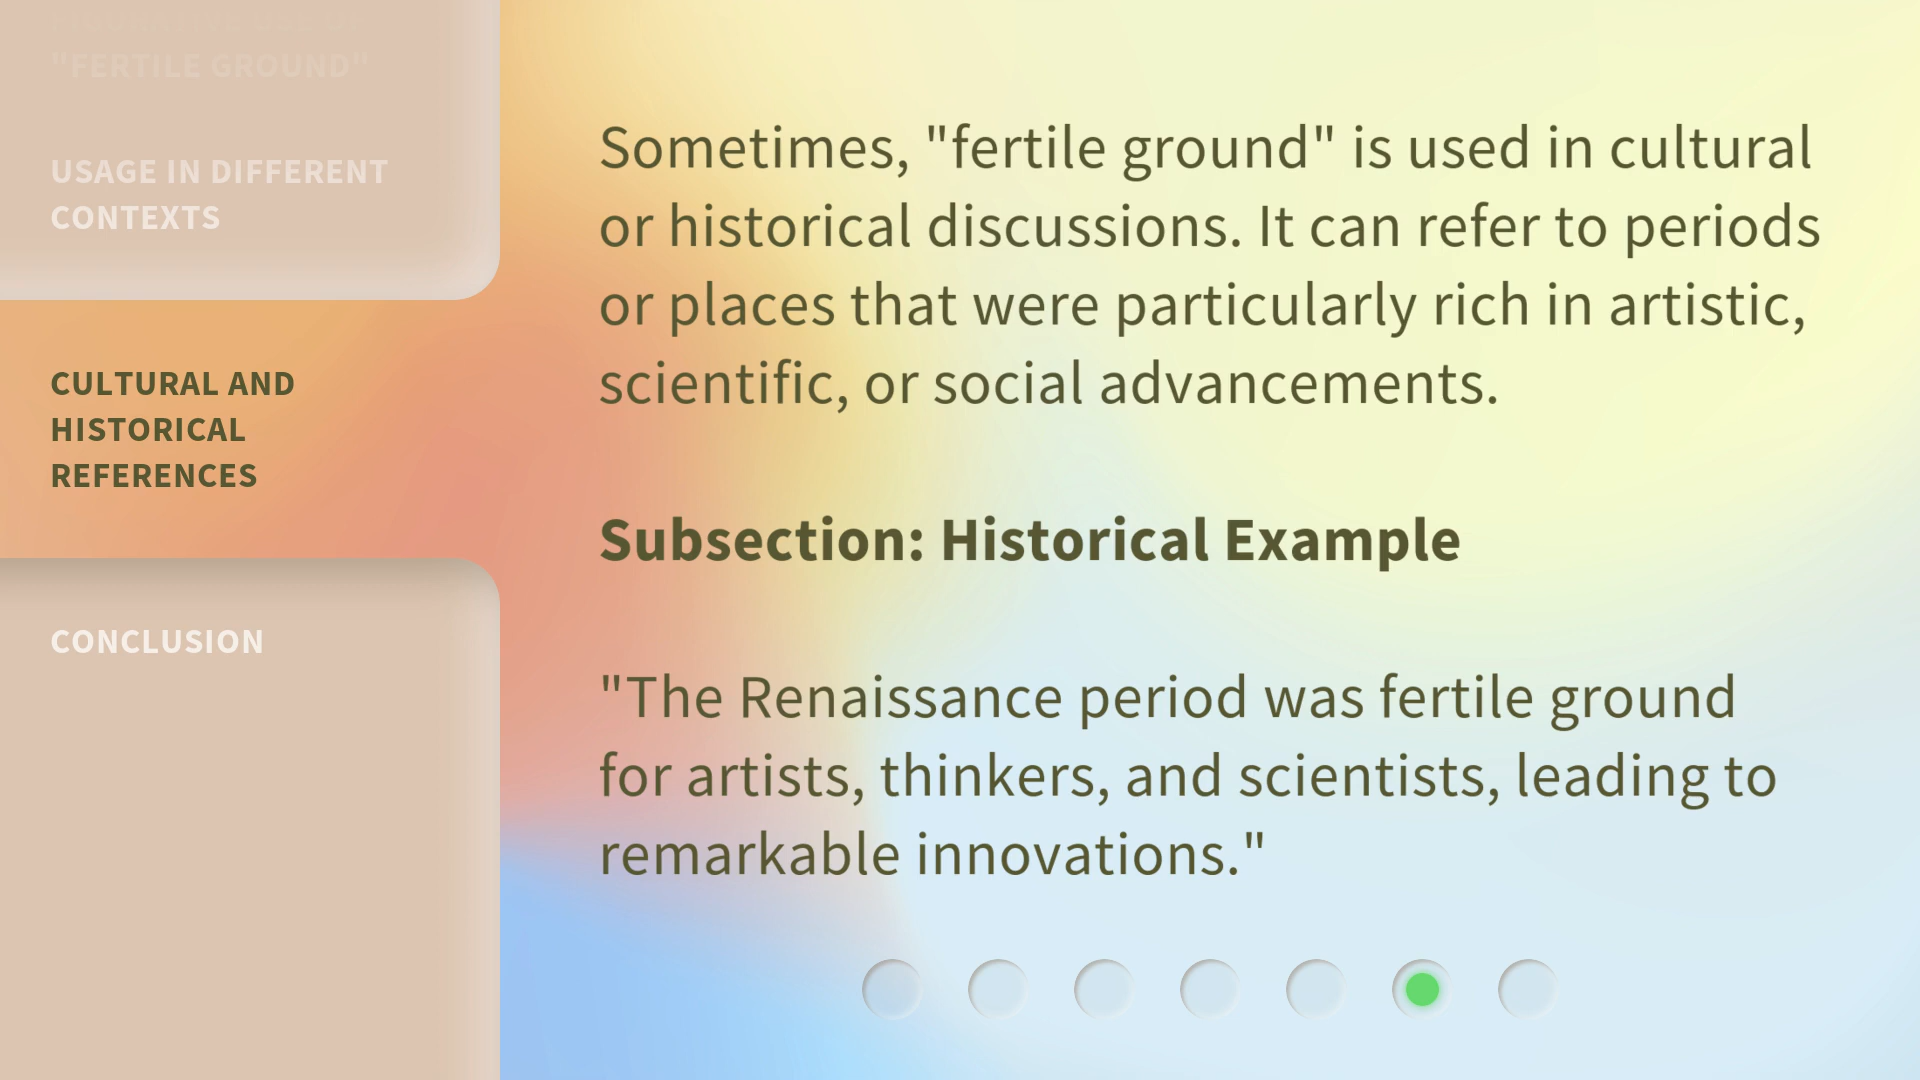 "FERTILE GROUND"
USAGE IN DIFFERENT
CONTEXTS
CULTURAL AND
HISTORICAL
REFERENCES
CONCLUSION
Sometimes, "fertile ground" is used in cultural
or historical discussions. It can refer to periods
or places that were particularly rich in artistic,
scientific, or social advancements.
Subsection: Historical Example
"The Renaissance period was fertile ground
for artists, thinkers, and scientists, leading to
remarkable innovations."